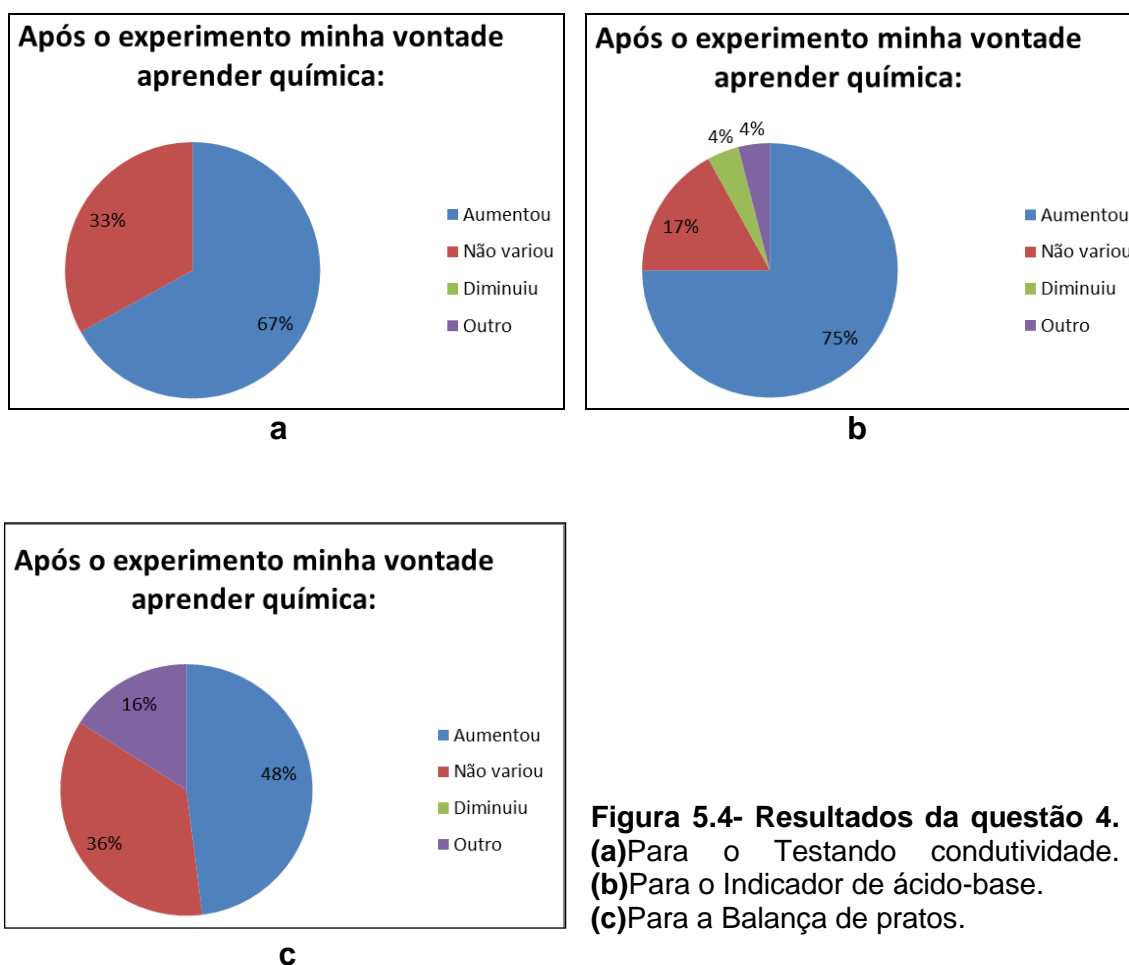 Após o experimento minha vontade
aprender química:
33%
67%
Aumentou
Não variou
Diminuiu
Outro
a
Após o experimento minha vontade
aprender química:
4%
4%
17%
75%
Aumentou
Não variou
Diminuiu
Outro
b
Após o experimento minha vontade
aprender química:
16%
48%
36%
Aumentou
Não variou
Diminuiu
Outro
c
Figura 5.4- Resultados da questão 4.
(a)Para o Testando condutividade.
(b)Para o Indicador de ácido-base.
(c)Para a Balança de pratos.